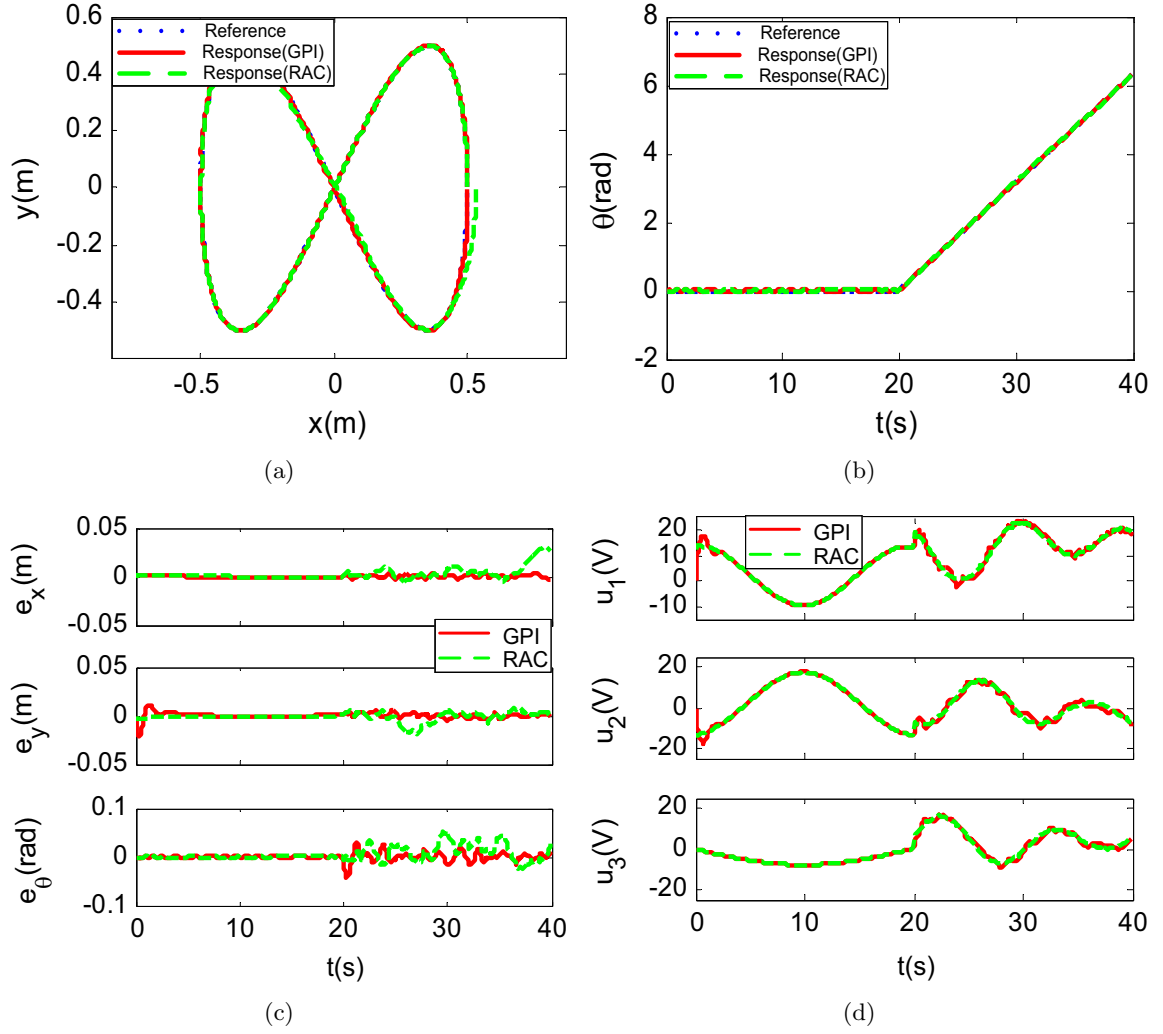 0.6
0.4
0.2
0
-0.2
-0.4
-0.5
0
0.5
y(m)
x(m)
Reference
Response(GPI)
Response(RAC)
(a)
8
6
4
2
0
-2
0
10
20
30
40
θ(rad)
t(s)
Reference
Response(GPI)
Response(RAC)
(b)
0.05
0
-0.05
e_x(m)
GPI
RAC
0.05
0
-0.05
e_y(m)
0.1
0
-0.1
e_θ(rad)
0
10
20
30
40
t(s)
(c)
20
10
0
-10
u_1(V)
GPI
RAC
20
0
-20
u_2(V)
20
0
-20
u_3(V)
0
10
20
30
40
t(s)
(d)